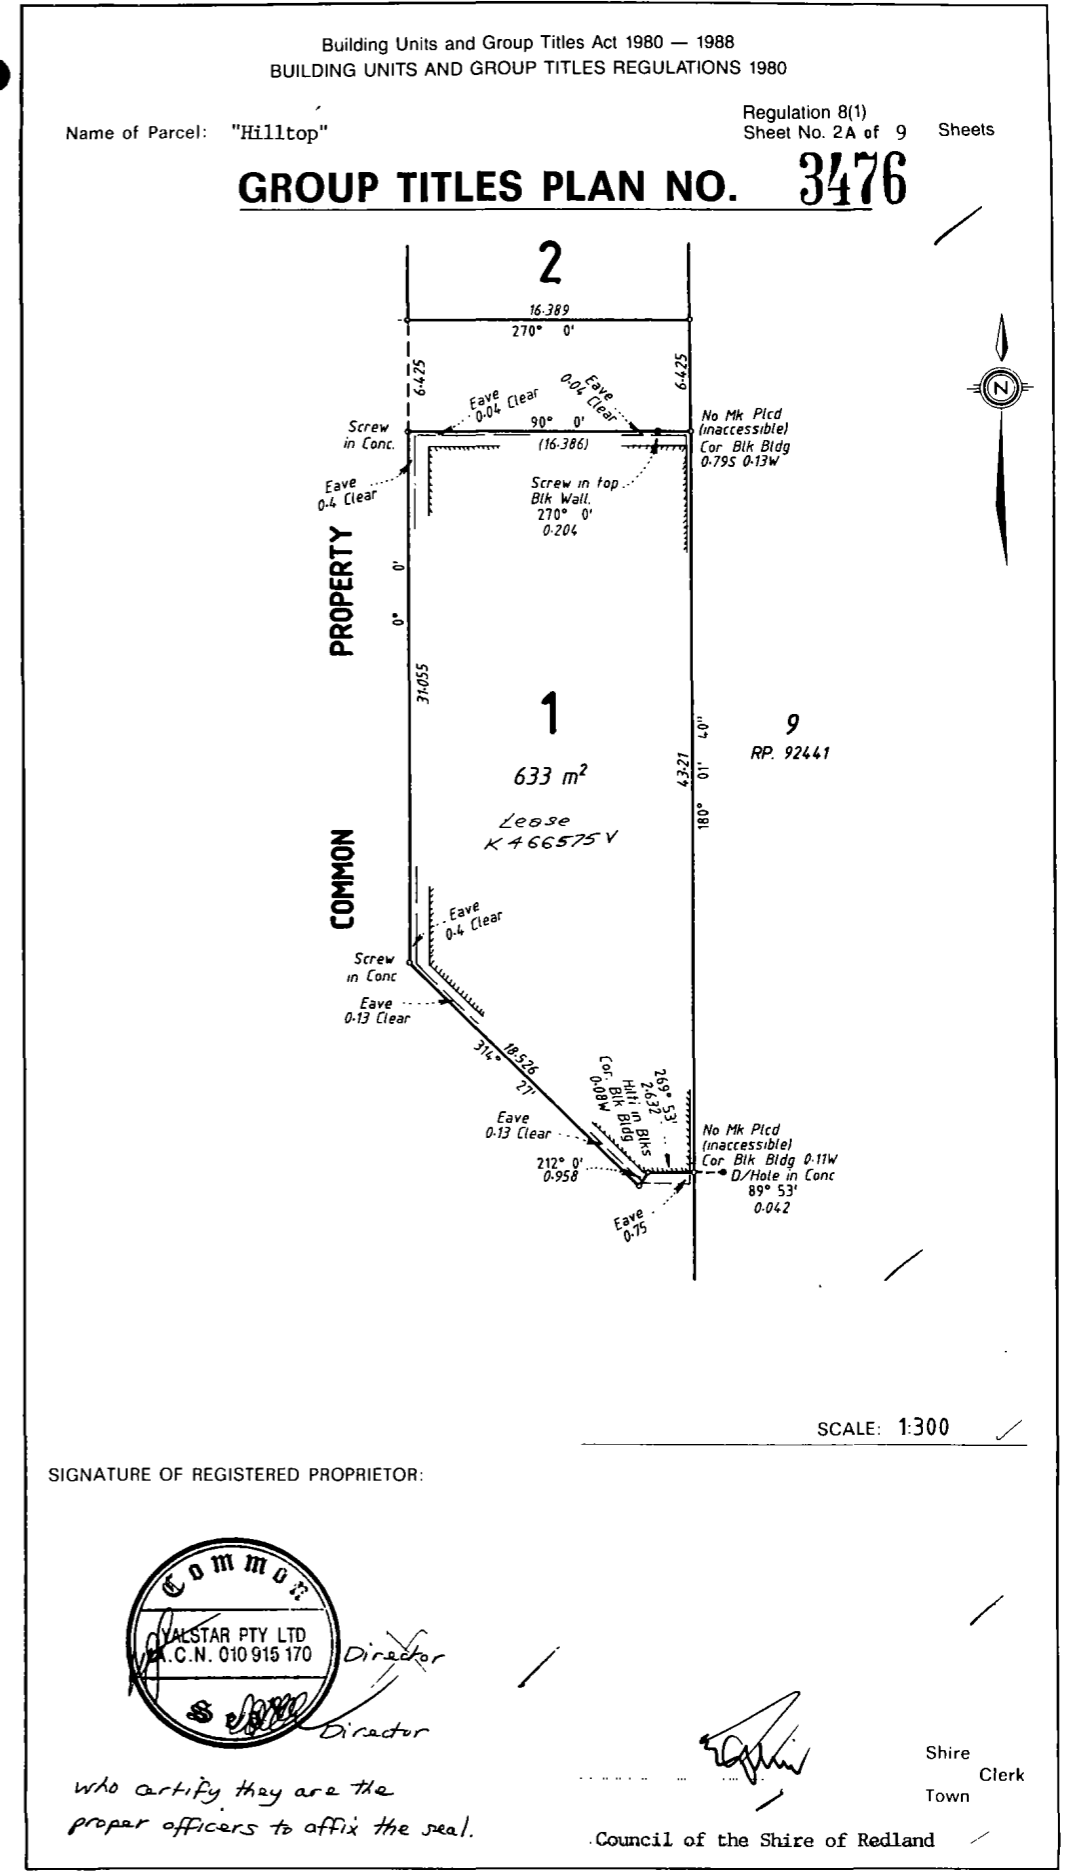 Building Units and Group Titles Act 1980 — 1988
BUILDING UNITS AND GROUP TITLES REGULATIONS 1980
Regulation 8(1)
Name of Parcel: "Hilltop"
Sheet No. 2A of 9 Sheets
GROUP TITLES PLAN NO. 3476
2
16·389
270° 0'
6·425
6·425
Eave
0·04 Clear
Eave
0·04 Clear
Screw
in Conc.
90° 0'
(16·386)
No Mk Plcd
(inaccessible)
Cor Blk Bldg
0·79S 0·13W
Eave
0·4 Clear
Screw in top
Blk Wall.
270° 0'
0·204
N
COMMON PROPERTY
0° 0'
31·055
1
633 m²
Lease
K466575V
43·21
180° 01' 40"
9
RP. 92441
Eave
0·4 Clear
Screw
in Conc
Eave
0·13 Clear
18·526
314° 27'
Cor. Blk Bldg
0·08W
Hilti in Blks
2·632
269° 53'
Eave
0·13 Clear
212° 0'
0·958
No Mk Plcd
(inaccessible)
Cor Blk Bldg 0·11W
D/Hole in Conc
89° 53'
0·042
Eave
0·75
SCALE: 1:300
SIGNATURE OF REGISTERED PROPRIETOR:
Common
YALSTAR PTY LTD
A.C.N. 010 915 170
Seal
Director
Director
who certify they are the
proper officers to affix the seal.
Shire
Clerk
Town
Council of the Shire of Redland